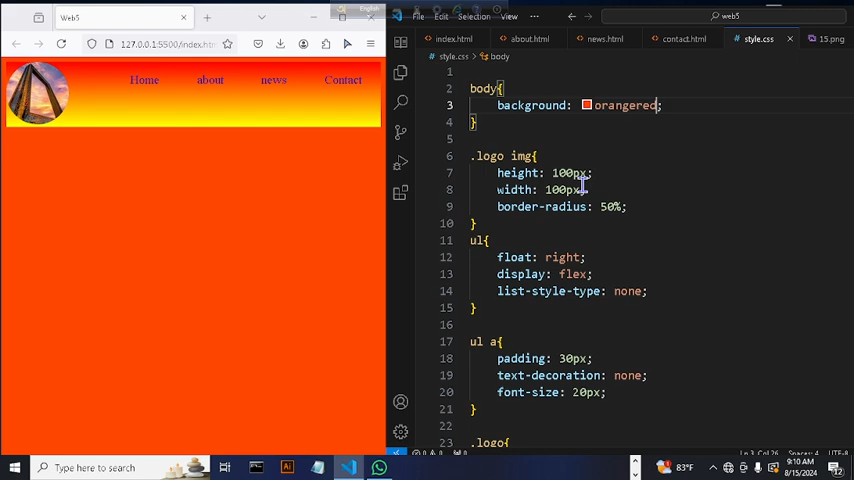 English
Web5
File
Edit
Selection
View
web5
127.0.0.1:5500/index.htm
index.html
about.html
news.html
contact.html
style.css
15.png
style.css > body
Home
about
news
Contact
1
2 body{
3 background: orangered;
4 }
5
6 .logo img{
7 height: 100px;
8 width: 100px;
9 border-radius: 50%;
10 }
11 ul{
12 float: right;
13 display: flex;
14 list-style-type: none;
15 }
16
17 ul a{
18 padding: 30px;
19 text-decoration: none;
20 font-size: 20px;
21 }
22
23 .logo{
Ln 3, Col 26
Spaces: 4
UTF-8
Type here to search
83°F
9:10 AM
8/15/2024
12